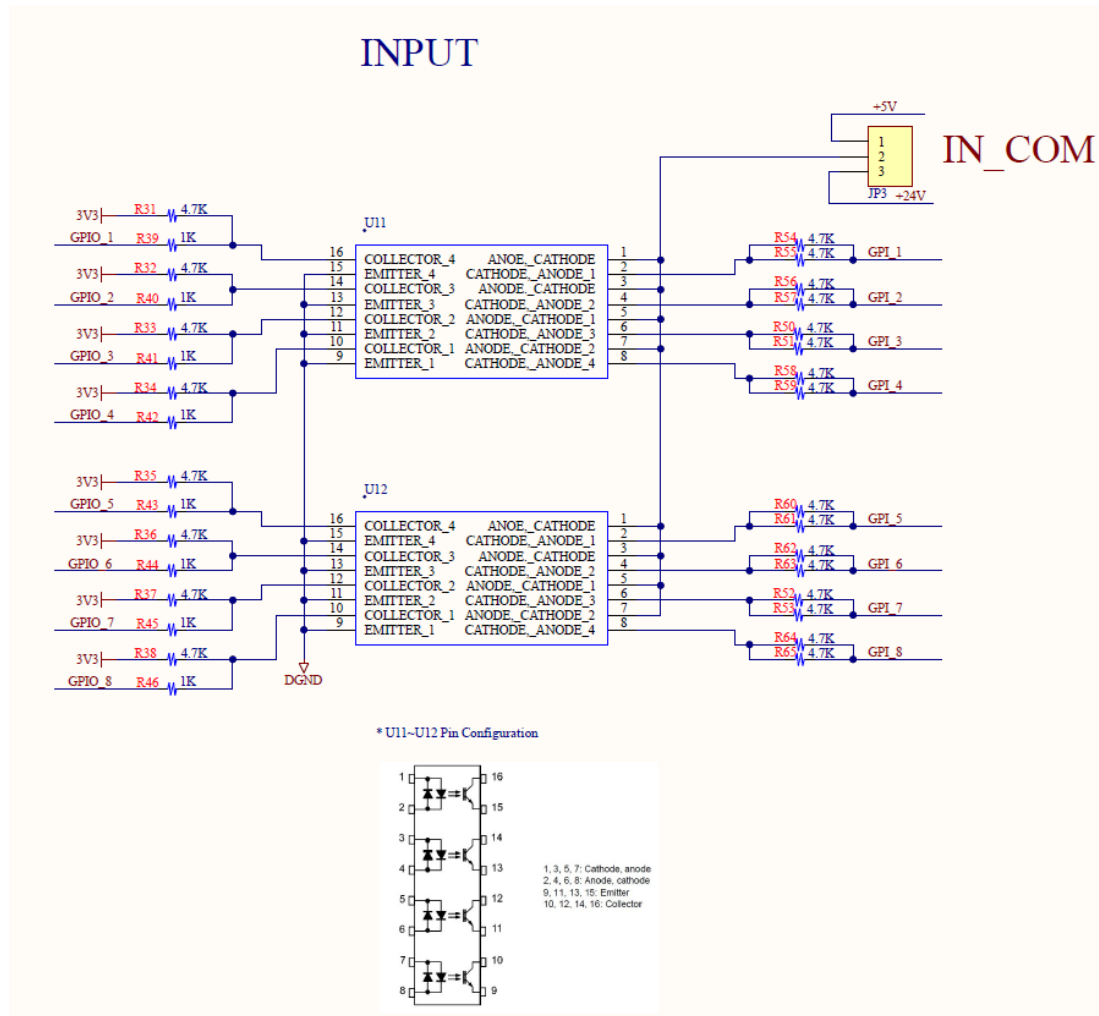 INPUT
+5V
1
2
3
IN_COM
JP3 +24V
3V3 R31 4.7K
GPIO_1 R39 1K
3V3 R32 4.7K
GPIO_2 R40 1K
3V3 R33 4.7K
GPIO_3 R41 1K
3V3 R34 4.7K
GPIO_4 R42 1K
U11
16 COLLECTOR_4 ANOE,_CATHODE 1
15 EMITTER_4 CATHODE,_ANODE_1 2
14 COLLECTOR_3 ANODE,_CATHODE 3
13 EMITTER_3 CATHODE,_ANODE_2 4
12 COLLECTOR_2 ANODE,_CATHODE_1 5
11 EMITTER_2 CATHODE,_ANODE_3 6
10 COLLECTOR_1 ANODE,_CATHODE_2 7
9 EMITTER_1 CATHODE,_ANODE_4 8
R54 4.7K
R55 4.7K GPI_1
R56 4.7K
R57 4.7K GPI_2
R50 4.7K
R51 4.7K GPI_3
R58 4.7K
R59 4.7K GPI_4
3V3 R35 4.7K
GPIO_5 R43 1K
3V3 R36 4.7K
GPIO_6 R44 1K
3V3 R37 4.7K
GPIO_7 R45 1K
3V3 R38 4.7K
GPIO_8 R46 1K
U12
16 COLLECTOR_4 ANOE,_CATHODE 1
15 EMITTER_4 CATHODE,_ANODE_1 2
14 COLLECTOR_3 ANODE,_CATHODE 3
13 EMITTER_3 CATHODE,_ANODE_2 4
12 COLLECTOR_2 ANODE,_CATHODE_1 5
11 EMITTER_2 CATHODE,_ANODE_3 6
10 COLLECTOR_1 ANODE,_CATHODE_2 7
9 EMITTER_1 CATHODE,_ANODE_4 8
DGND
R60 4.7K
R61 4.7K GPI_5
R62 4.7K
R63 4.7K GPI_6
R52 4.7K
R53 4.7K GPI_7
R64 4.7K
R65 4.7K GPI_8
* U11~U12 Pin Configuration
1 16
2 15
3 14
4 13
5 12
6 11
7 10
8 9
1, 3, 5, 7: Cathode, anode
2, 4, 6, 8: Anode, cathode
9, 11, 13, 15: Emitter
10, 12, 14, 16: Collector